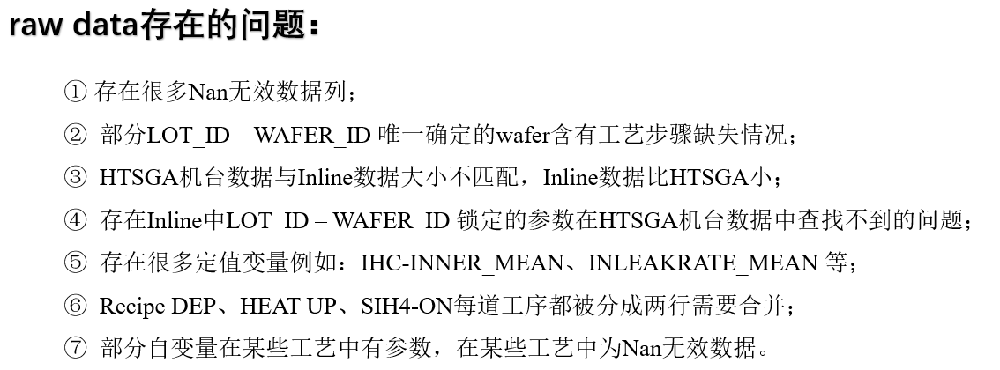 raw data存在的问题：
① 存在很多Nan无效数据列；
② 部分LOT_ID – WAFER_ID 唯一确定的wafer含有工艺步骤缺失情况；
③ HTSGA机台数据与Inline数据大小不匹配，Inline数据比HTSGA小；
④ 存在Inline中LOT_ID – WAFER_ID 锁定的参数在HTSGA机台数据中查找不到的问题；
⑤ 存在很多定值变量例如：IHC-INNER_MEAN、INLEAKRATE_MEAN 等；
⑥ Recipe DEP、HEAT UP、SIH4-ON每道工序都被分成两行需要合并；
⑦ 部分自变量在某些工艺中有参数，在某些工艺中为Nan无效数据。